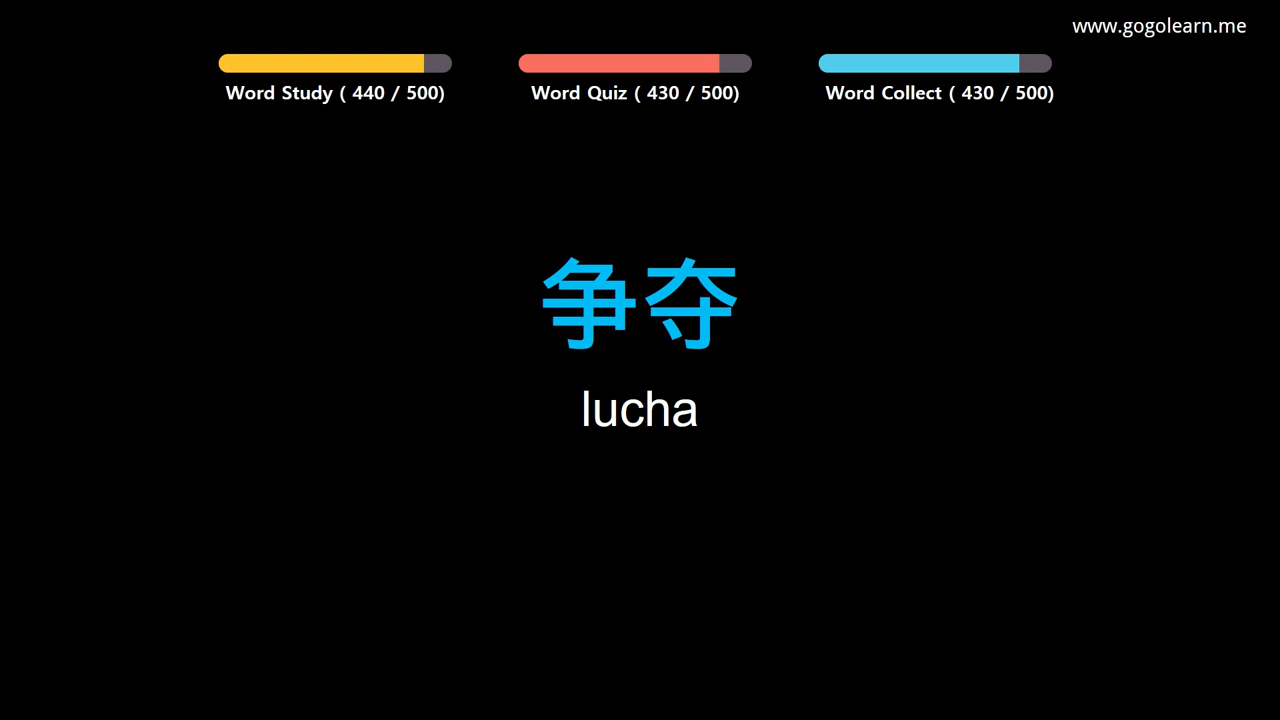 www.gogolearn.me
Word Study ( 440 / 500)
Word Quiz ( 430 / 500)
Word Collect ( 430 / 500)
争夺
lucha